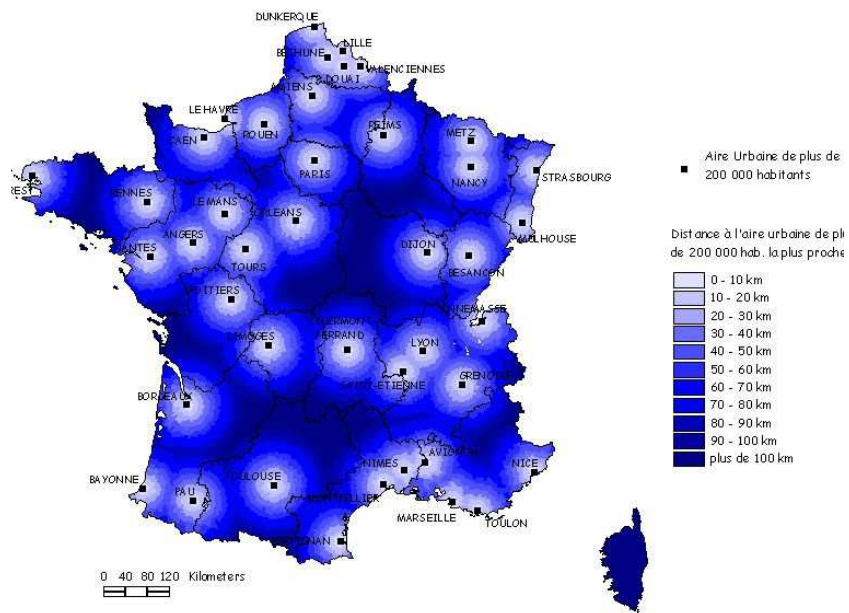 DUNKERQUE
LILLE
BETHUNE
DOUAI
VALENCIENNES
AMIENS
LE HAVRE
ROUEN
REIMS
METZ
CAEN
PARIS
NANCY
STRASBOURG
REST
RENNES
LE MANS
ORLEANS
MULHOUSE
ANGERS
NANTES
TOURS
DIJON
BESANCON
POITIERS
NNEMASSE
LIMOGES
CLERMONT
FERRAND
LYON
SAINT-ETIENNE
GRENOBLE
BORDEAUX
AVIGNON
NIMES
NICE
BAYONNE
PAU
TOULOUSE
MONTPELLIER
MARSEILLE
TOULON
PERPIGNAN
0 40 80 120 Kilometers
Aire Urbaine de plus de
200 000 habitants
Distance à l'aire urbaine de plu
de 200 000 hab. la plus proche
0 - 10 km
10 - 20 km
20 - 30 km
30 - 40 km
40 - 50 km
50 - 60 km
60 - 70 km
70 - 80 km
80 - 90 km
90 - 100 km
plus de 100 km